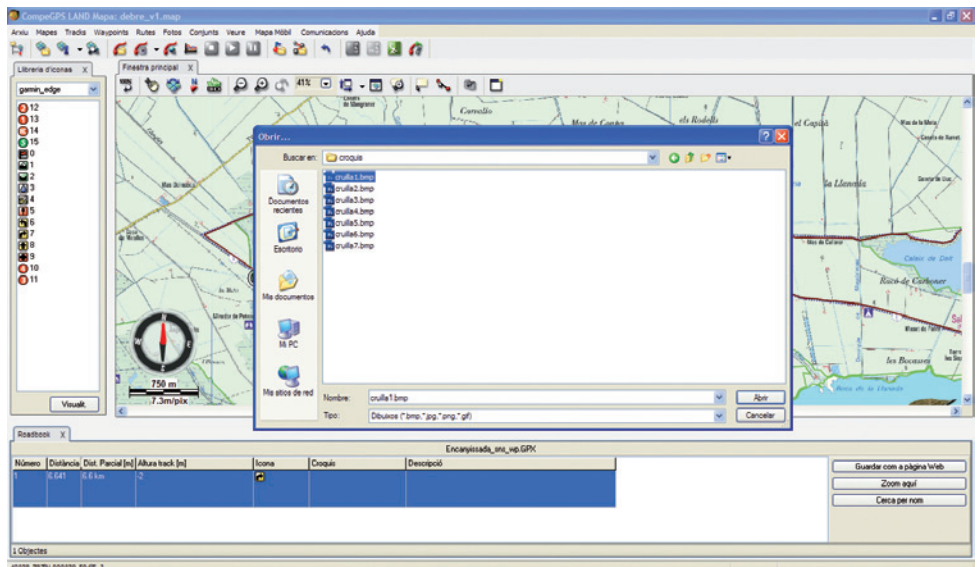 CompeGPS LAND Mapa: debre_v1.map
Arxiu Mapes Tracks Waypoints Rutes Fotos Conjunts Veure Mapa Mòbil Comunicacions Ajuda
Llibreria d'icones X
Finestra principal X
garmin_edge
41%
12
13
14
15
0
1
2
3
4
5
6
7
8
9
10
11
Visualit.
Carvallo
Mas de
els Rodells
el Capità
la Llanada
Mas de Colom
Racó de Carboner
les Bocasses
W
N
E
750 m
7.3m/pix
Obrir...
Buscar en:
croquis
Documentos recientes
Escritorio
Mis documentos
Mi PC
Mis sitios de red
cruilla1.bmp
cruilla2.bmp
cruilla3.bmp
cruilla4.bmp
cruilla5.bmp
cruilla6.bmp
cruilla7.bmp
Nombre:
cruilla1.bmp
Abrir
Tipo:
Dibuixos (*.bmp,*.jpg,*.png,*.gif)
Cancelar
Roadbook X
Encanyissada_sns_wp.GPX
Número Distància Dist. Parcial [m] Altura track [m] Icona Croquis Descripció
1 6.641 6.6 km -2
Guardar com a pàgina Web
Zoom aquí
Cerca per nom
1 Objectes